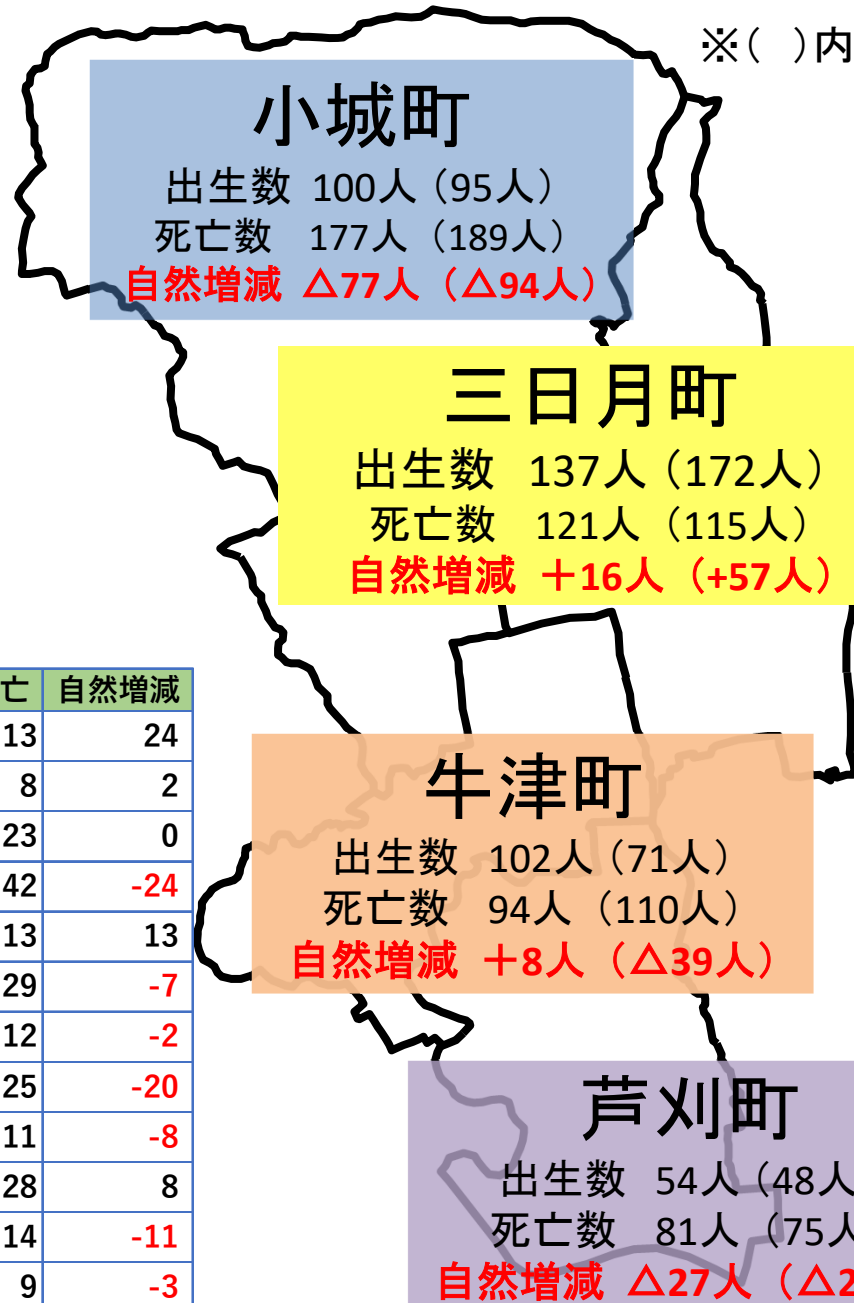 ※( )内
小城町
出生数 100人（95人）
死亡数 177人（189人）
自然増減 △77人（△94人）
三日月町
出生数 137人（172人）
死亡数 121人（115人）
自然増減 ＋16人（+57人）
亡 自然増減
13 24
8 2
23 0
42 -24
13 13
29 -7
12 -2
25 -20
11 -8
28 8
14 -11
9 -3
牛津町
出生数 102人（71人）
死亡数 94人（110人）
自然増減 ＋8人（△39人）
芦刈町
出生数 54人（48人
死亡数 81人（75人
自然増減 △27人（△2